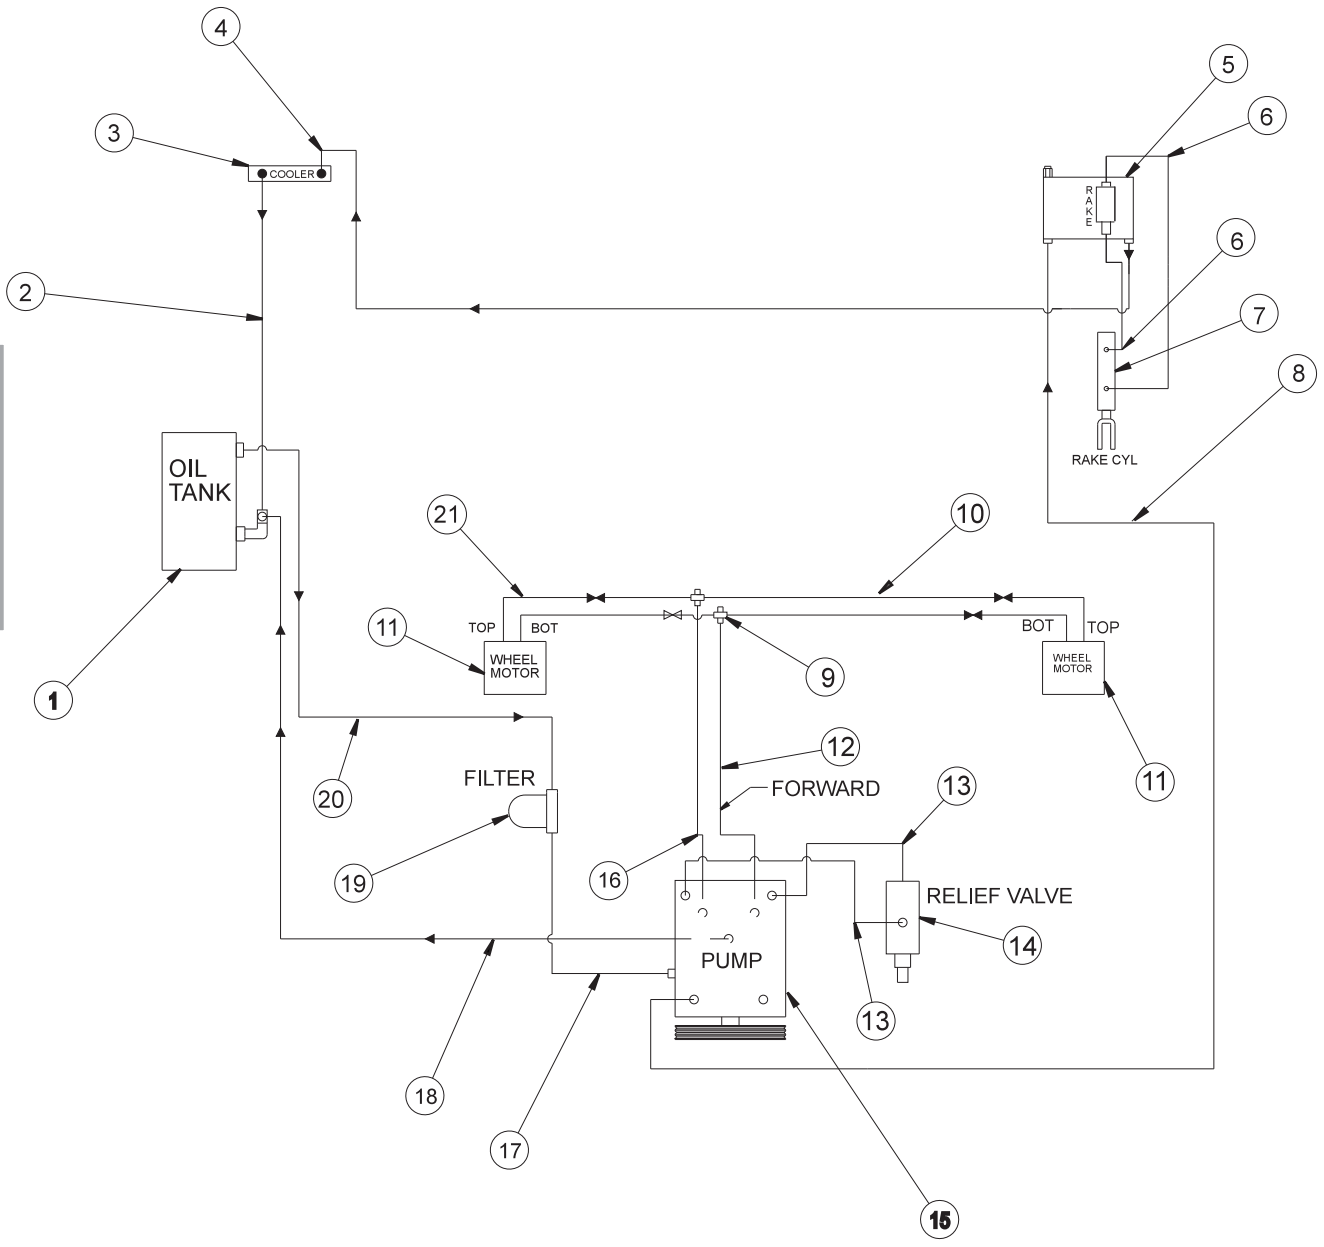 4
5
6
3
COOLER
RAKE
6
2
7
8
RAKE CYL
OIL
TANK
21
10
11
TOP
BOT
BOT
TOP
WHEEL
MOTOR
WHEEL
MOTOR
9
1
12
11
FILTER
FORWARD
13
20
19
16
RELIEF VALVE
14
PUMP
13
18
17
15